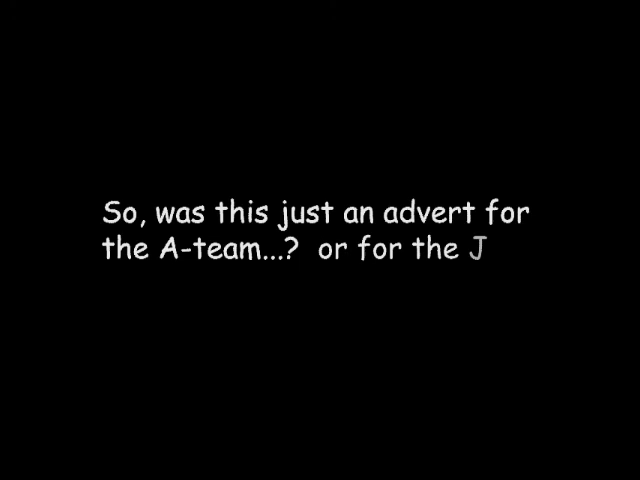 So, was this just an advert for
the A-team...? or for the J